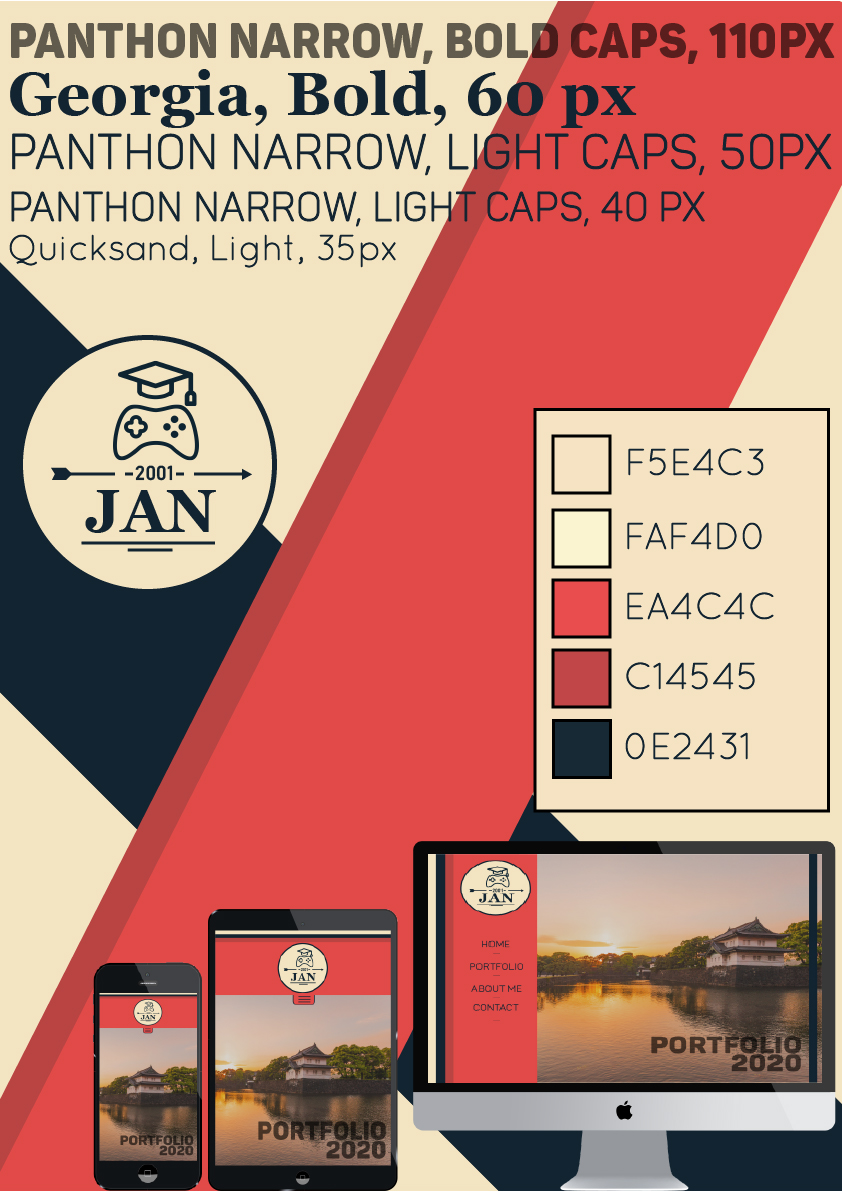 PANTHON NARROW, BOLD CAPS, 110PX
Georgia, Bold, 60 px
PANTHON NARROW, LIGHT CAPS, 50PX
PANTHON NARROW, LIGHT CAPS, 40 PX
Quicksand, Light, 35px
-2001-
JAN
F5E4C3
FAF4D0
EA4C4C
C14545
0E2431
-2001-
JAN
HOME
PORTFOLIO
ABOUT ME
CONTACT
PORTFOLIO
2020
-2001-
JAN
PORTFOLIO
2020
JAN
PORTFOLIO
2020